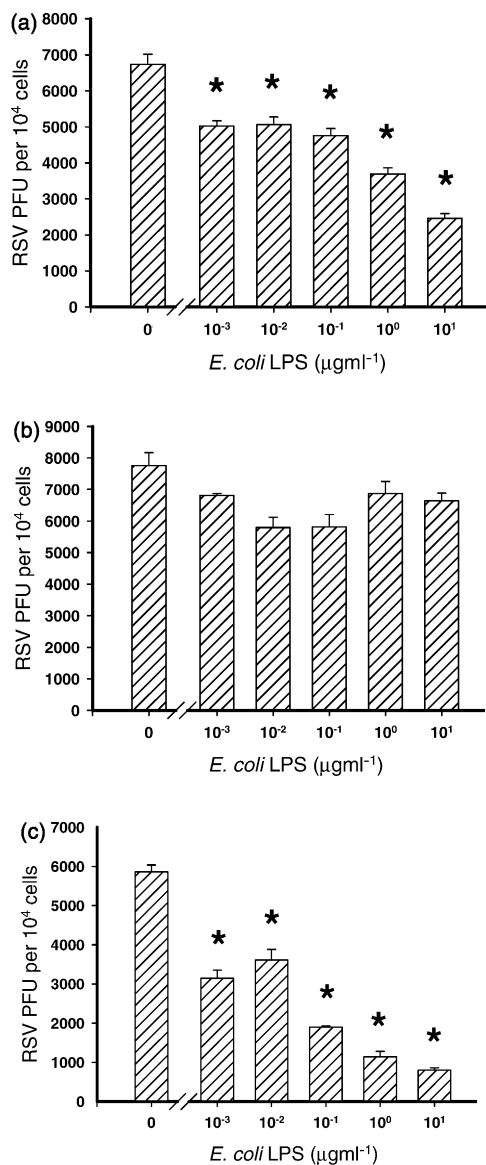 (a)
RSV PFU per 10⁴ cells
8000
7000
6000
5000
4000
3000
2000
1000
0
* * * * *
0 10⁻³ 10⁻² 10⁻¹ 10⁰ 10¹
E. coli LPS (μgml⁻¹)
(b)
RSV PFU per 10⁴ cells
9000
8000
7000
6000
5000
4000
3000
2000
1000
0
0 10⁻³ 10⁻² 10⁻¹ 10⁰ 10¹
E. coli LPS (μgml⁻¹)
(c)
RSV PFU per 10⁴ cells
7000
6000
5000
4000
3000
2000
1000
0
* * * * *
0 10⁻³ 10⁻² 10⁻¹ 10⁰ 10¹
E. coli LPS (μgml⁻¹)